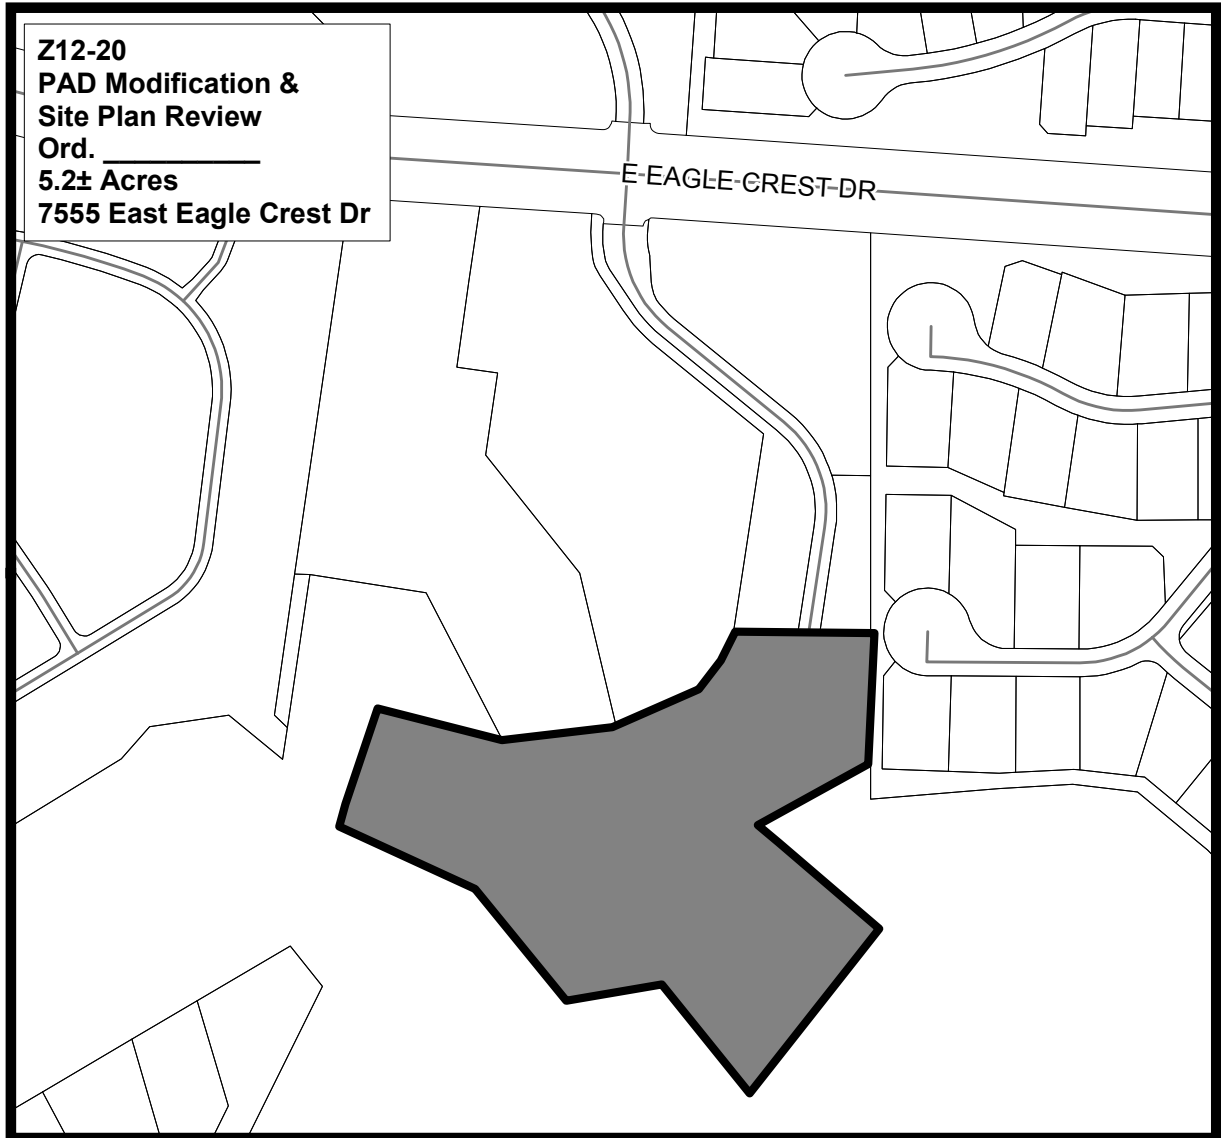 Z12-20
PAD Modification &
Site Plan Review
Ord. __________
5.2± Acres
7555 East Eagle Crest Dr
E EAGLE CREST DR